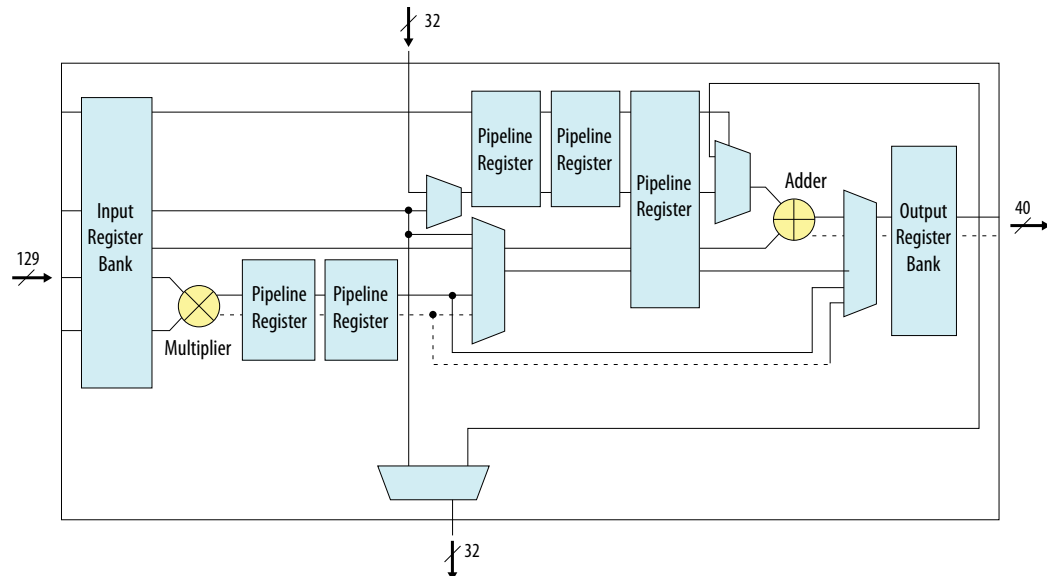 32
Pipeline
Register
Pipeline
Register
Pipeline
Register
Adder
Input
Register
Bank
Output
Register
Bank
40
129
Pipeline
Register
Pipeline
Register
Multiplier
32